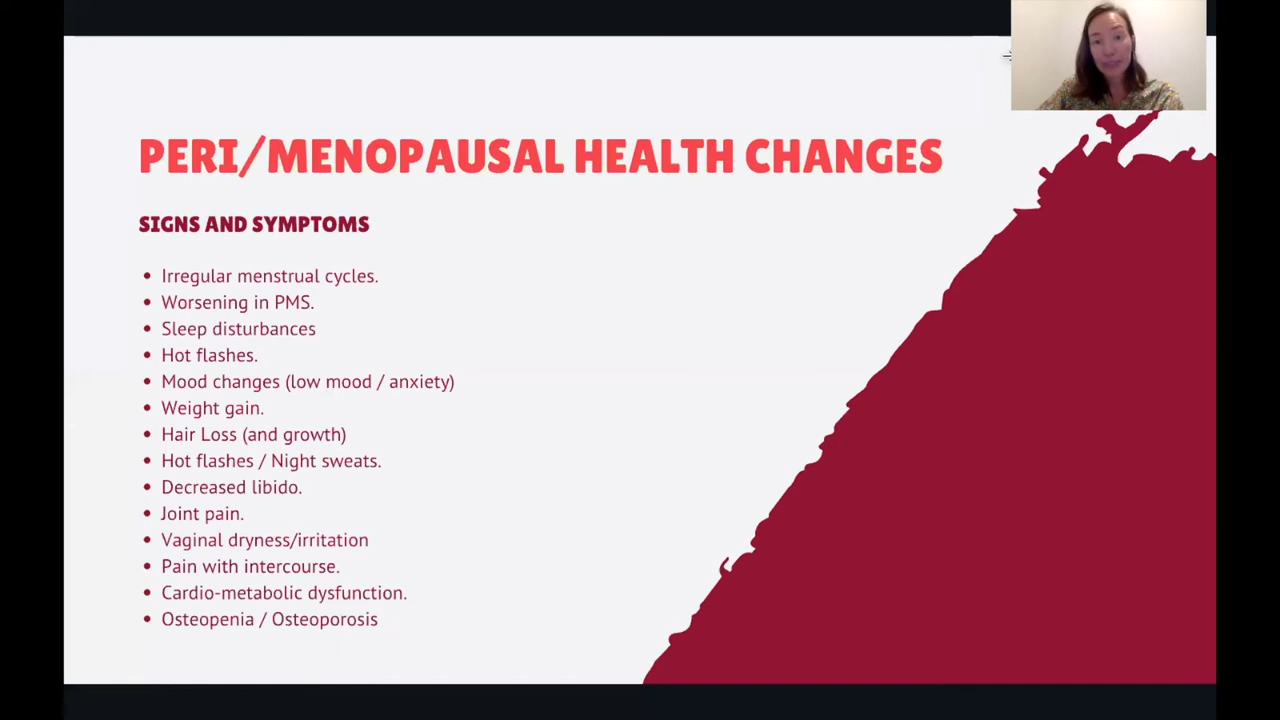 PERI/MENOPAUSAL HEALTH CHANGES
SIGNS AND SYMPTOMS
• Irregular menstrual cycles.
• Worsening in PMS.
• Sleep disturbances
• Hot flashes.
• Mood changes (low mood / anxiety)
• Weight gain.
• Hair Loss (and growth)
• Hot flashes / Night sweats.
• Decreased libido.
• Joint pain.
• Vaginal dryness/irritation
• Pain with intercourse.
• Cardio-metabolic dysfunction.
• Osteopenia / Osteoporosis